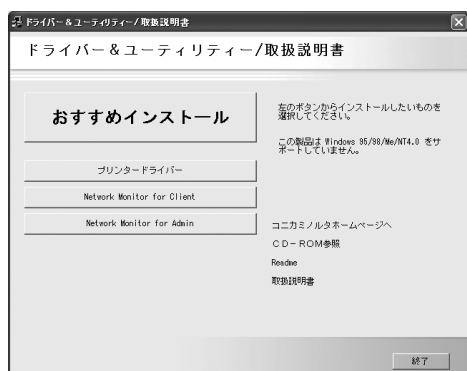 ドライバー＆ユーティリティー/取扱説明書
ドライバー＆ユーティリティー/取扱説明書
おすすめインストール
プリンタードライバー
Network Monitor for Client
Network Monitor for Admin
左のボタンからインストールしたいものを
選択してください。
この製品は Windows 95/98/Me/NT4.0 をサ
ポートしていません。
コニカミノルタホームページへ
ＣＤ－ＲＯＭ参照
Readme
取扱説明書
終了